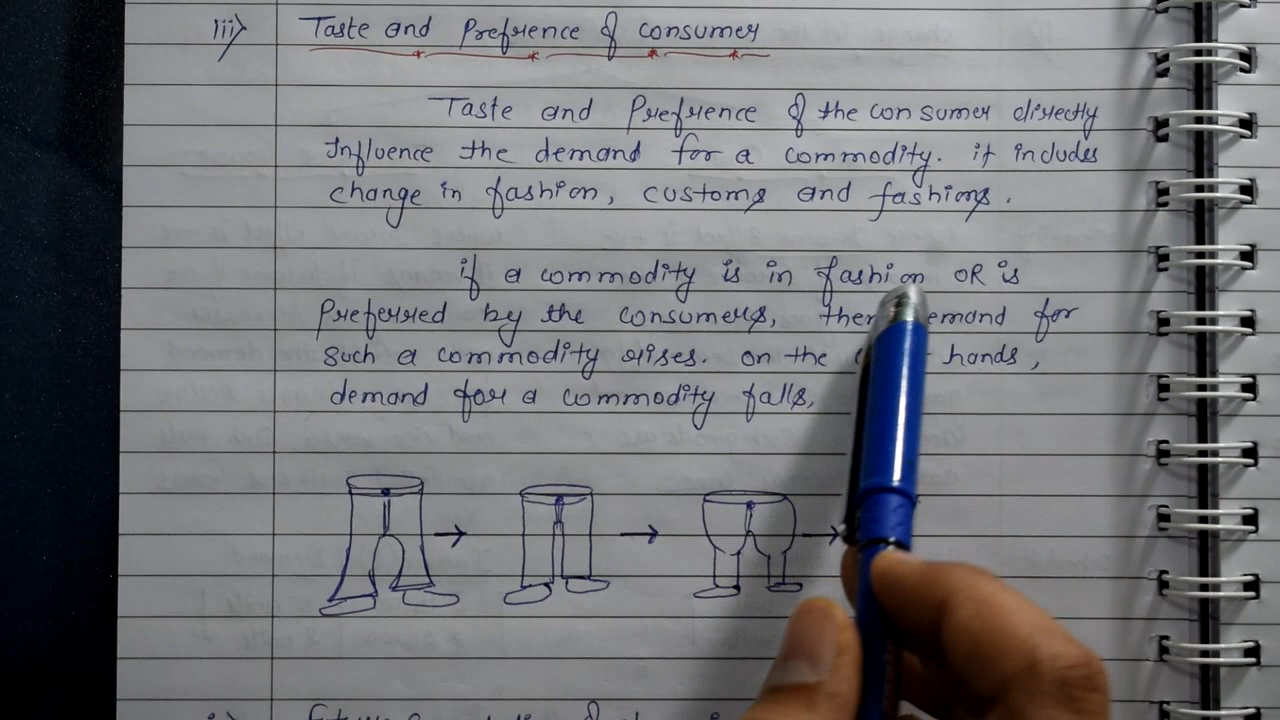 iii) Taste and Prefrence of consumer
Taste and Prefrence of the consumer directly
Influence the demand for a commodity. it includes
change in fashion, customs and fashions.
if a commodity is in fashion OR is
Preferred by the consumers, then emand for
such a commodity rises. on the hands,
demand for a commodity falls,